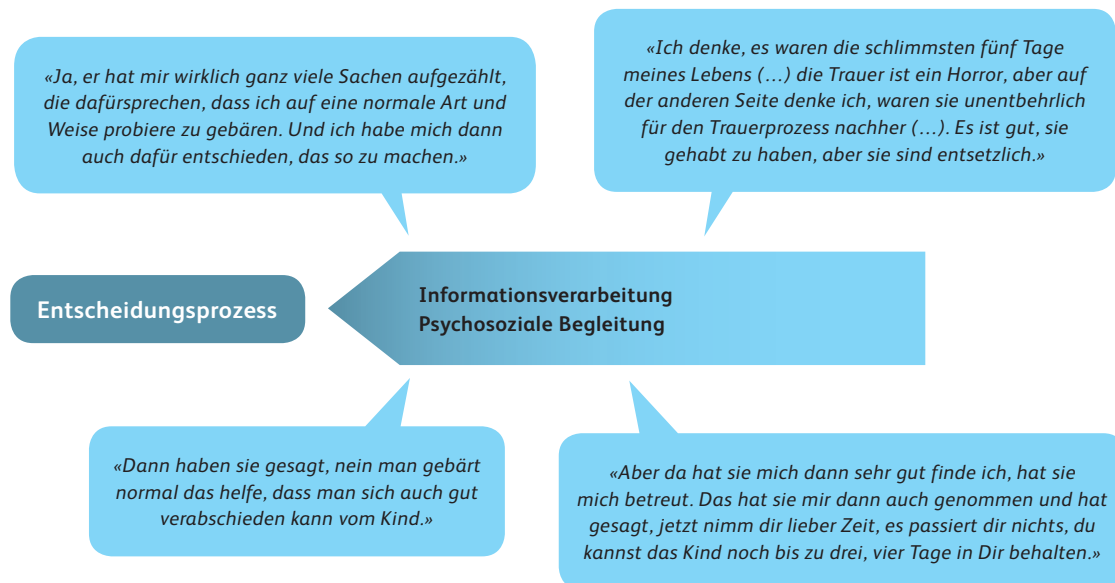 «Ja, er hat mir wirklich ganz viele Sachen aufgezählt,
die dafürsprechen, dass ich auf eine normale Art und
Weise probiere zu gebären. Und ich habe mich dann
auch dafür entschieden, das so zu machen.»
«Ich denke, es waren die schlimmsten fünf Tage
meines Lebens (…) die Trauer ist ein Horror, aber auf
der anderen Seite denke ich, waren sie unentbehrlich
für den Trauerprozess nachher (…). Es ist gut, sie
gehabt zu haben, aber sie sind entsetzlich.»
Entscheidungsprozess
Informationsverarbeitung
Psychosoziale Begleitung
«Dann haben sie gesagt, nein man gebärt
normal das helfe, dass man sich auch gut
verabschieden kann vom Kind.»
«Aber da hat sie mich dann sehr gut finde ich, hat sie
mich betreut. Das hat sie mir dann auch genommen und hat
gesagt, jetzt nimm dir lieber Zeit, es passiert dir nichts, du
kannst das Kind noch bis zu drei, vier Tage in Dir behalten.»